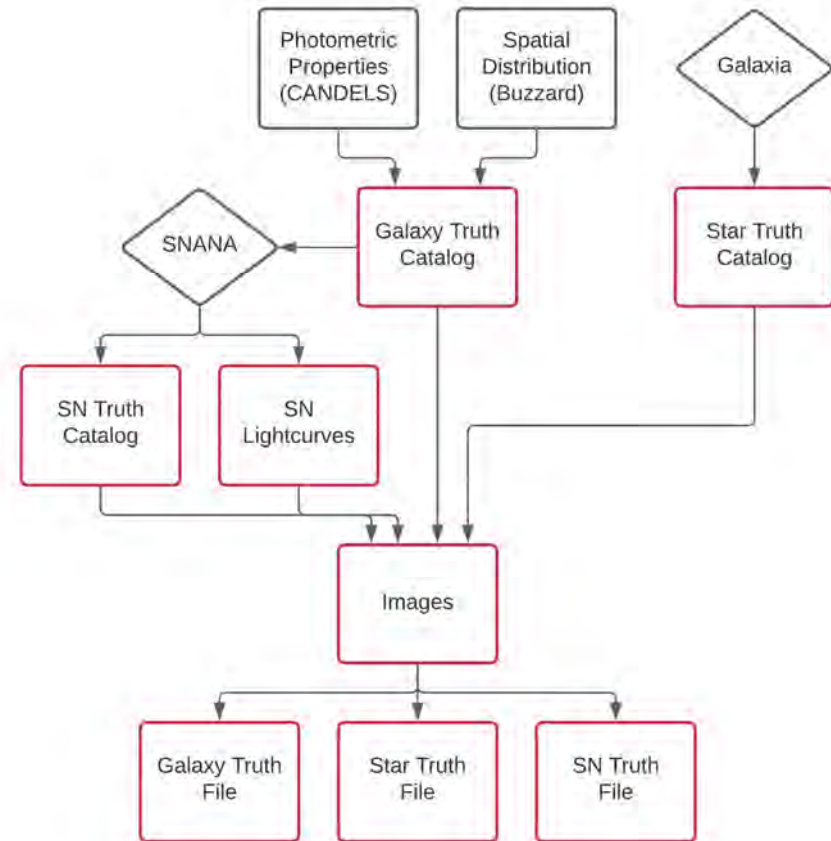 Photometric
Properties
(CANDELS)
Spatial
Distribution
(Buzzard)
Galaxia
SNANA
Galaxy Truth
Catalog
Star Truth
Catalog
SN Truth
Catalog
SN
Lightcurves
Images
Galaxy Truth
File
Star Truth
File
SN Truth
File